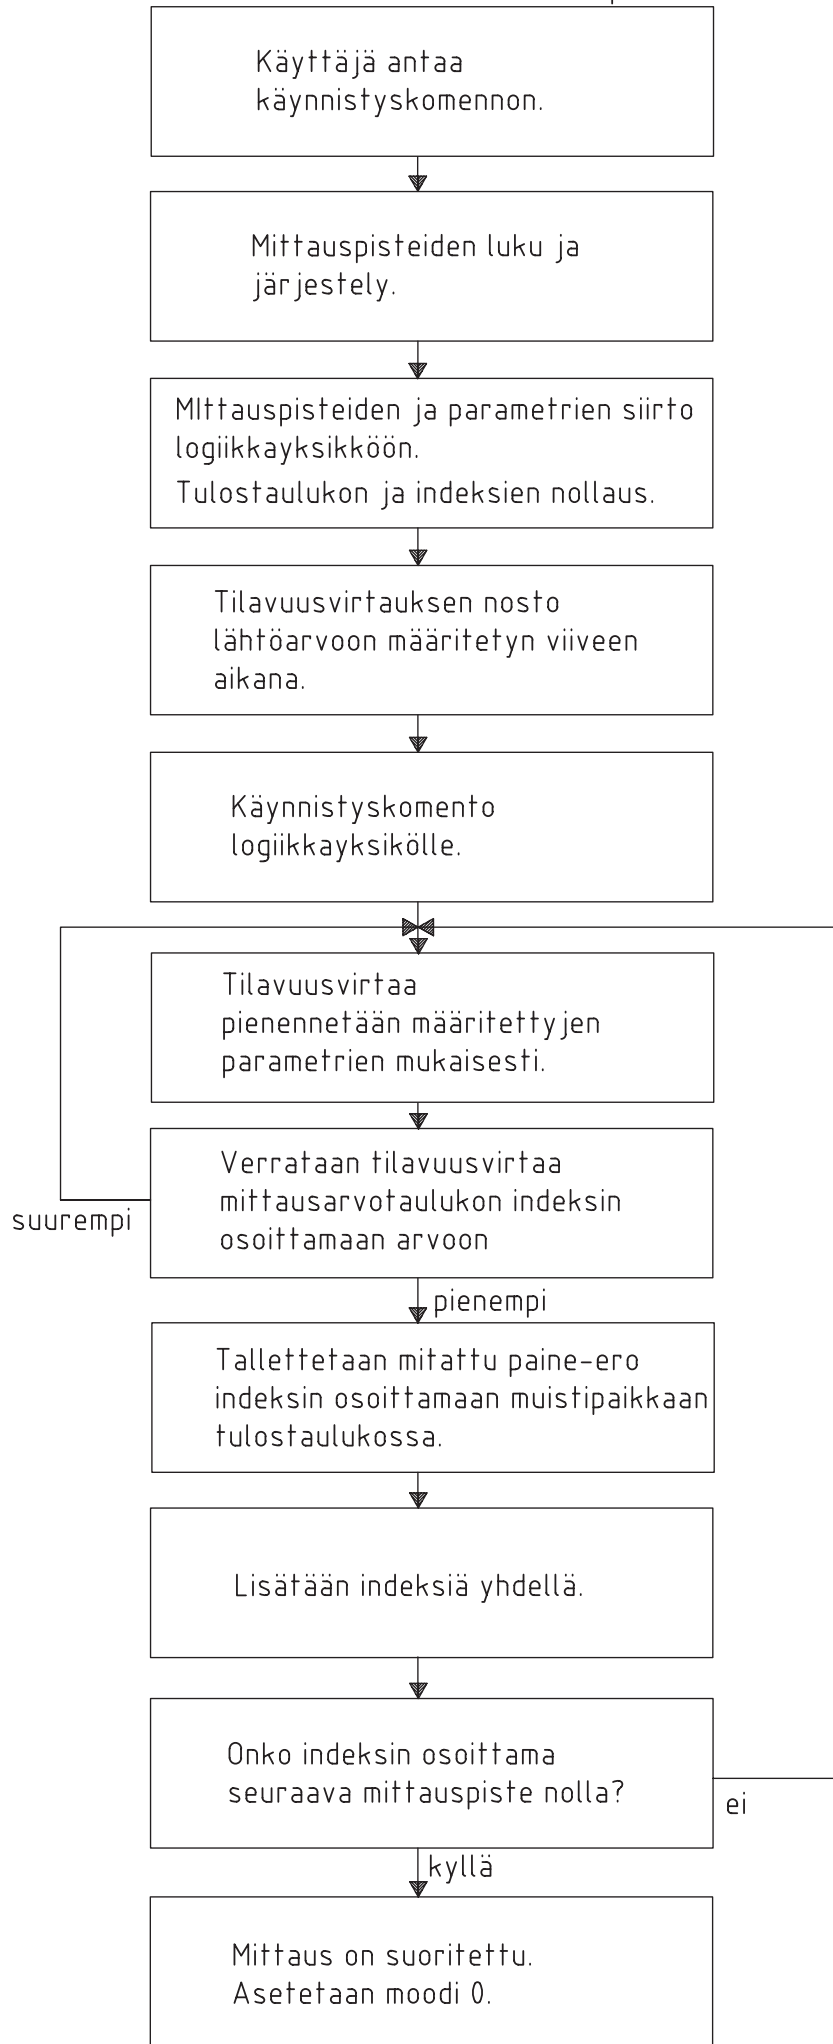 Käyttäjä antaa
käynnistyskomennon.
Mittauspisteiden luku ja
järjestely.
MIttauspisteiden ja parametrien siirto
logiikkayksikköön.
Tulostaulukon ja indeksien nollaus.
Tilavuusvirtauksen nosto
lähtöarvoon määritetyn viiveen
aikana.
Käynnistyskomento
logiikkayksikölle.
Tilavuusvirtaa
pienennetään määritettyjen
parametrien mukaisesti.
Verrataan tilavuusvirtaa
mittausarvotaulukon indeksin
osoittamaan arvoon
suurempi
pienempi
Tallettetaan mitattu paine-ero
indeksin osoittamaan muistipaikkaan
tulostaulukossa.
Lisätään indeksiä yhdellä.
Onko indeksin osoittama
seuraava mittauspiste nolla?
ei
kyllä
Mittaus on suoritettu.
Asetetaan moodi 0.